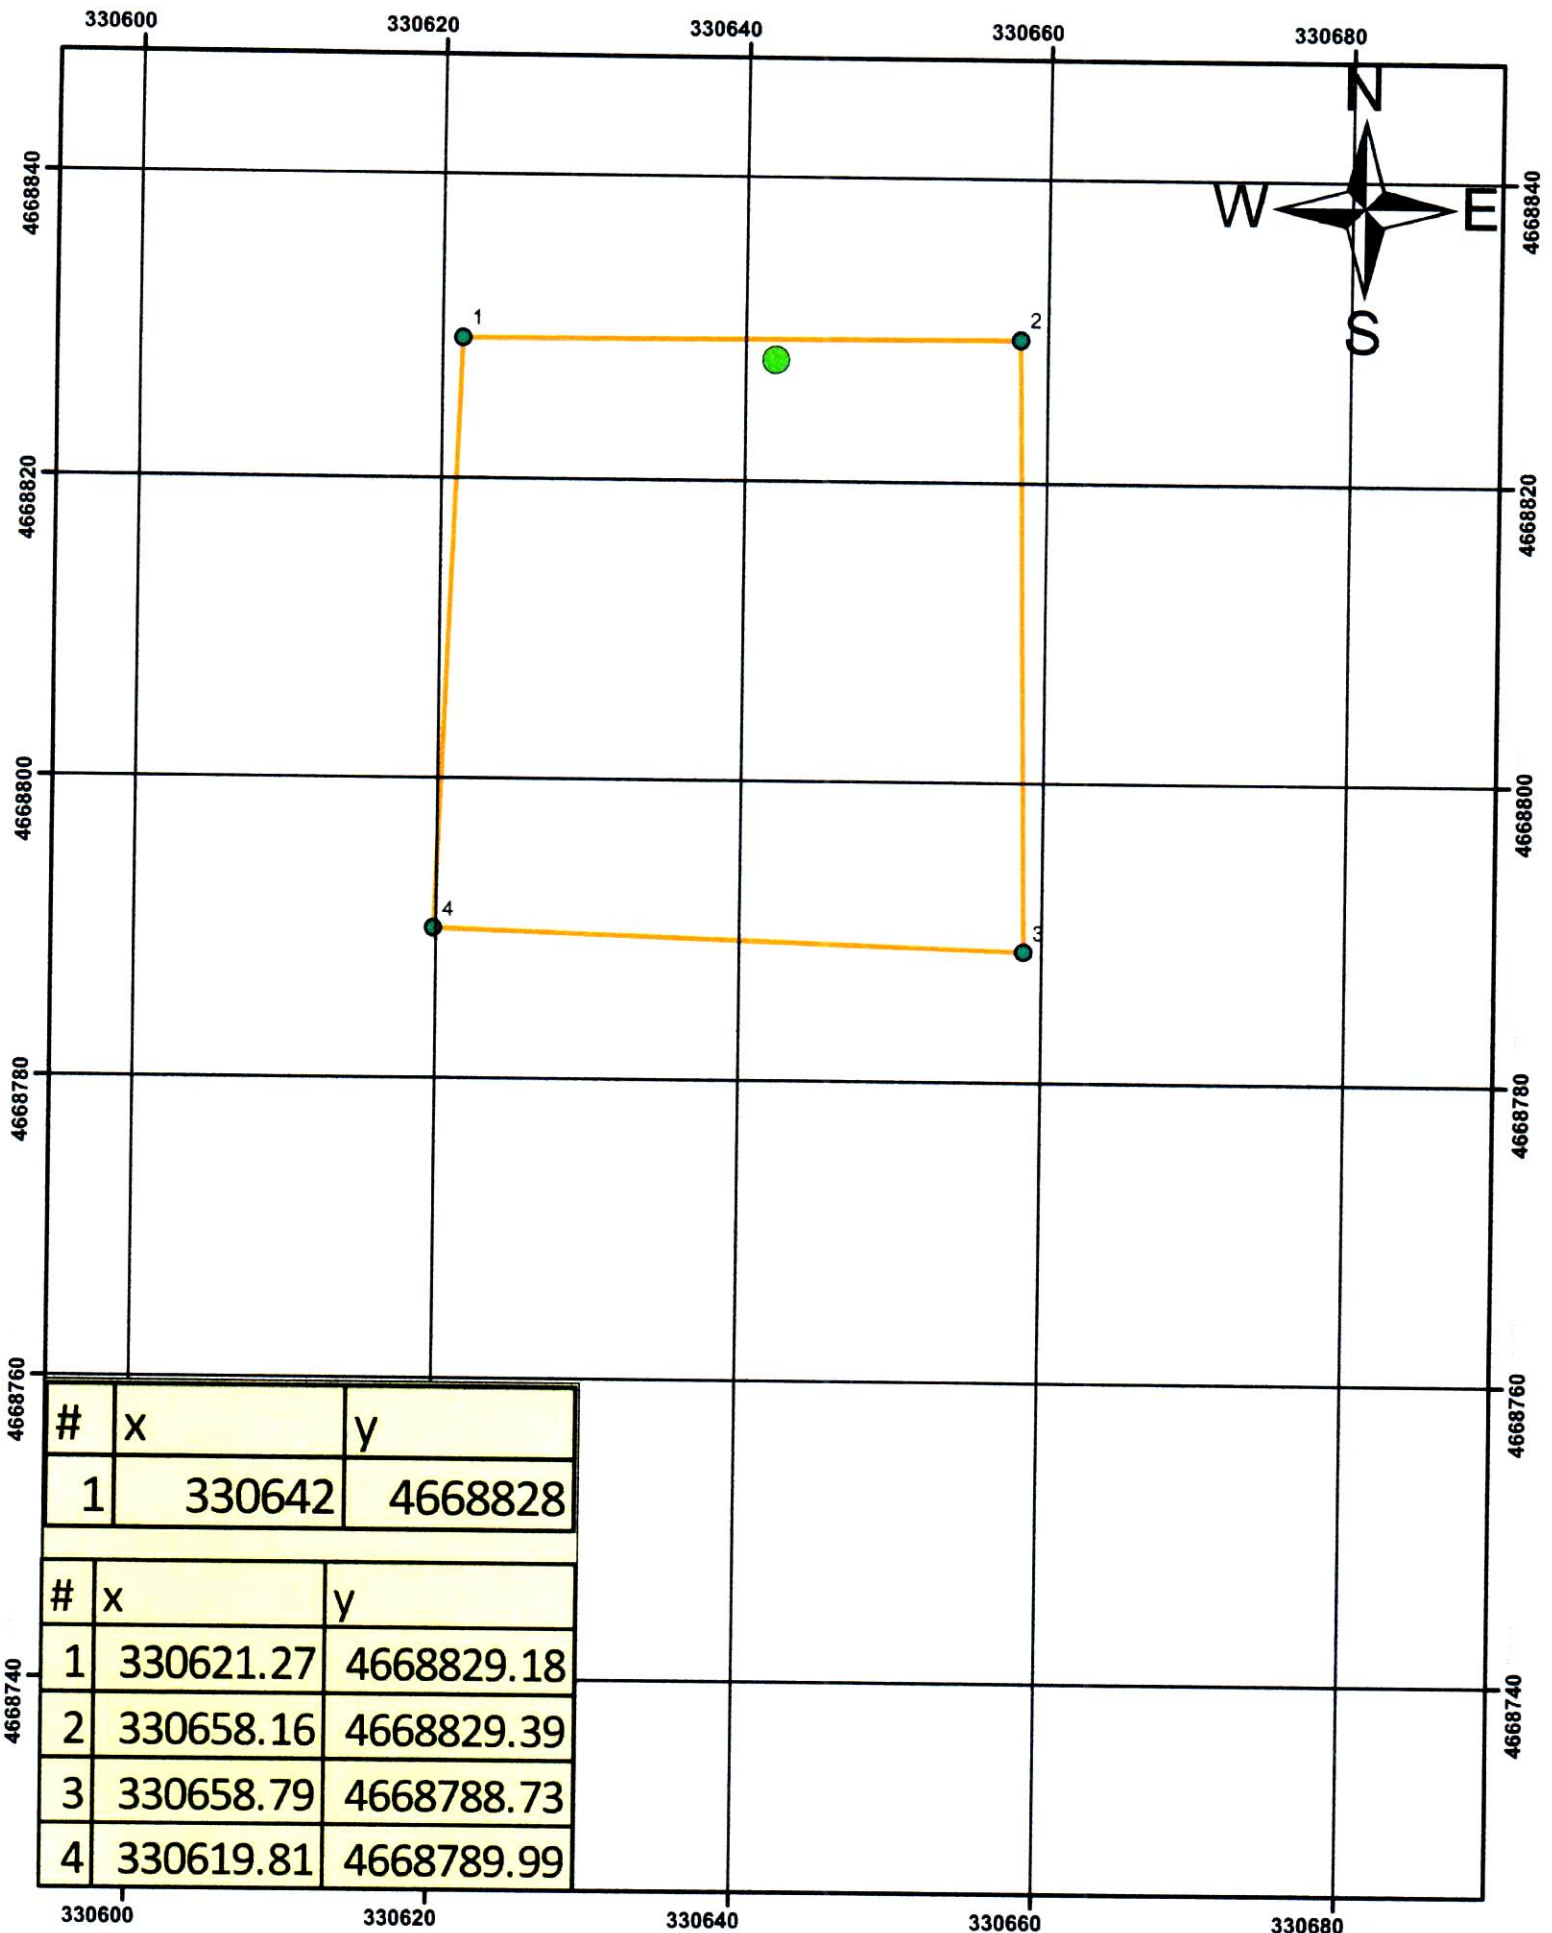 330600 330620 330640 330660 330680
N
4668840 4668840
W E
S
1 2
4668820 4668820
4668800 4668800
4 3
4668780 4668780
4668760 4668760
# x y
1 330642 4668828
# x y
1 330621.27 4668829.18
2 330658.16 4668829.39
3 330658.79 4668788.73
4 330619.81 4668789.99
4668740 4668740
330600 330620 330640 330660 330680